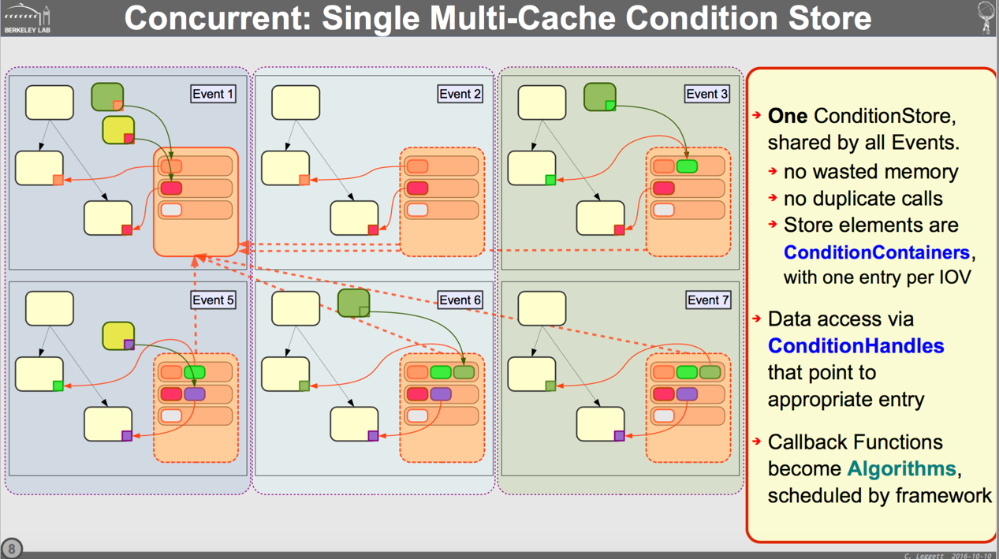 Concurrent: Single Multi-Cache Condition Store
BERKELEY LAB
Event 1
Event 2
Event 3
Event 5
Event 6
Event 7
One ConditionStore,
shared by all Events.
no wasted memory
no duplicate calls
Store elements are
ConditionContainers,
with one entry per IOV
Data access via
ConditionHandles
that point to
appropriate entry
Callback Functions
become Algorithms,
scheduled by framework
8
C. Leggett 2016-10-10